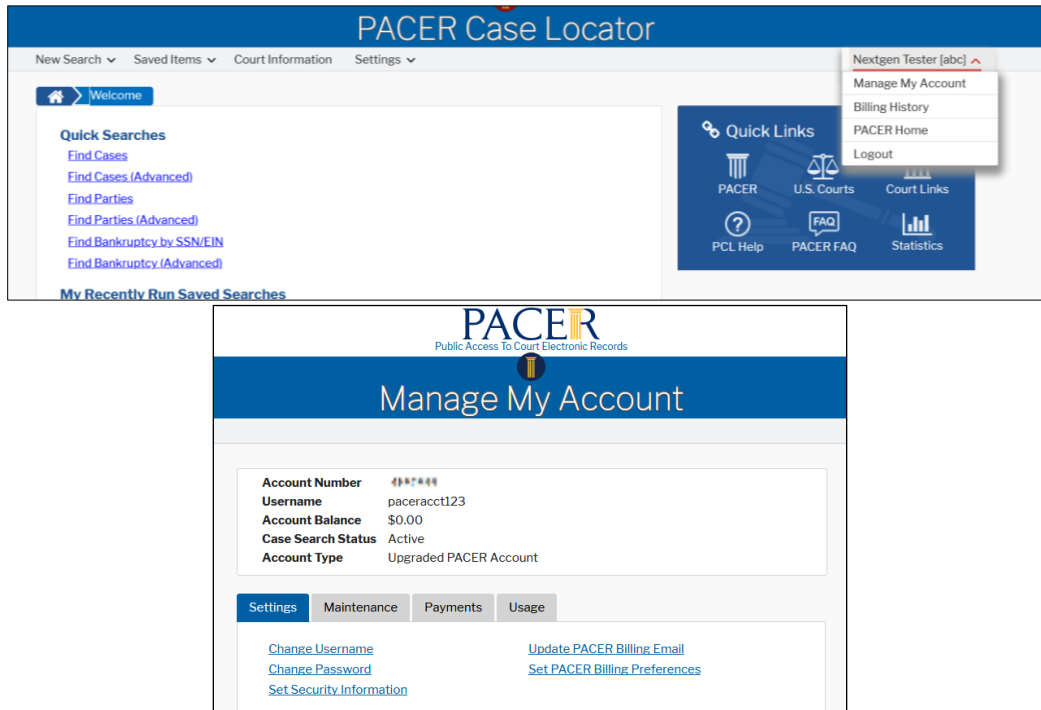 PACER Case Locator
New Search Saved Items Court Information Settings Nextgen Tester [abc]
Manage My Account
Billing History
PACER Home
Logout
Welcome
Quick Searches
Find Cases
Find Cases (Advanced)
Find Parties
Find Parties (Advanced)
Find Bankruptcy by SSN/EIN
Find Bankruptcy (Advanced)
My Recently Run Saved Searches
Quick Links
PACER U.S. Courts Court Links
FAQ
PCL Help PACER FAQ Statistics
PACER
Public Access To Court Electronic Records
Manage My Account
Account Number
Username paceracct123
Account Balance $0.00
Case Search Status Active
Account Type Upgraded PACER Account
Settings Maintenance Payments Usage
Change Username Update PACER Billing Email
Change Password Set PACER Billing Preferences
Set Security Information